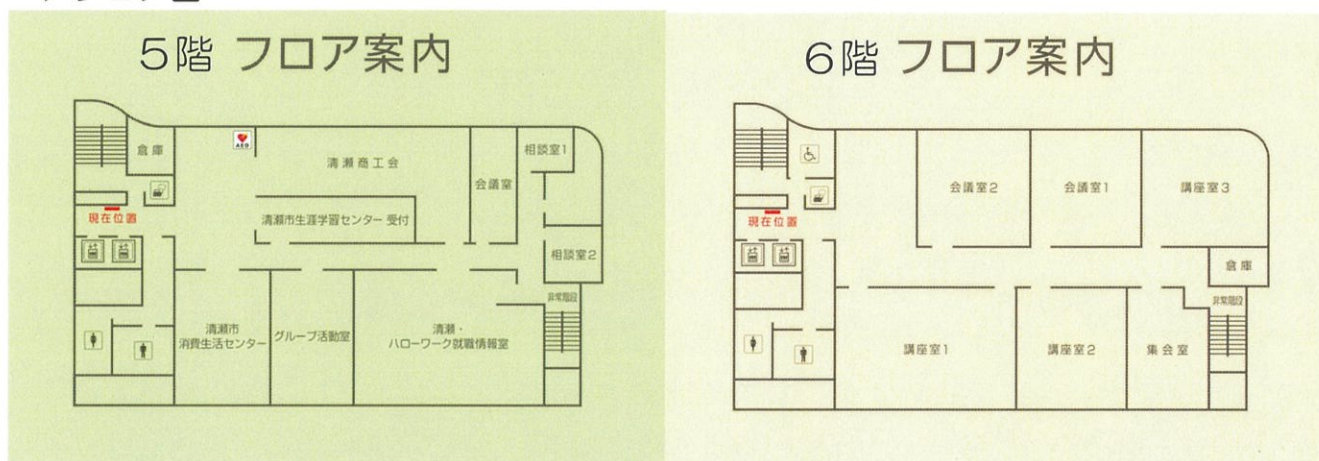 5階 フロア案内
倉庫
AED
清瀬商工会
会議室
相談室1
現在位置
清瀬市生涯学習センター 受付
相談室2
非常階段
清瀬市
消費生活センター
グループ活動室
清瀬・
ハローワーク就職情報室
6階 フロア案内
会議室2
会議室1
講座室3
現在位置
倉庫
非常階段
講座室1
講座室2
集会室